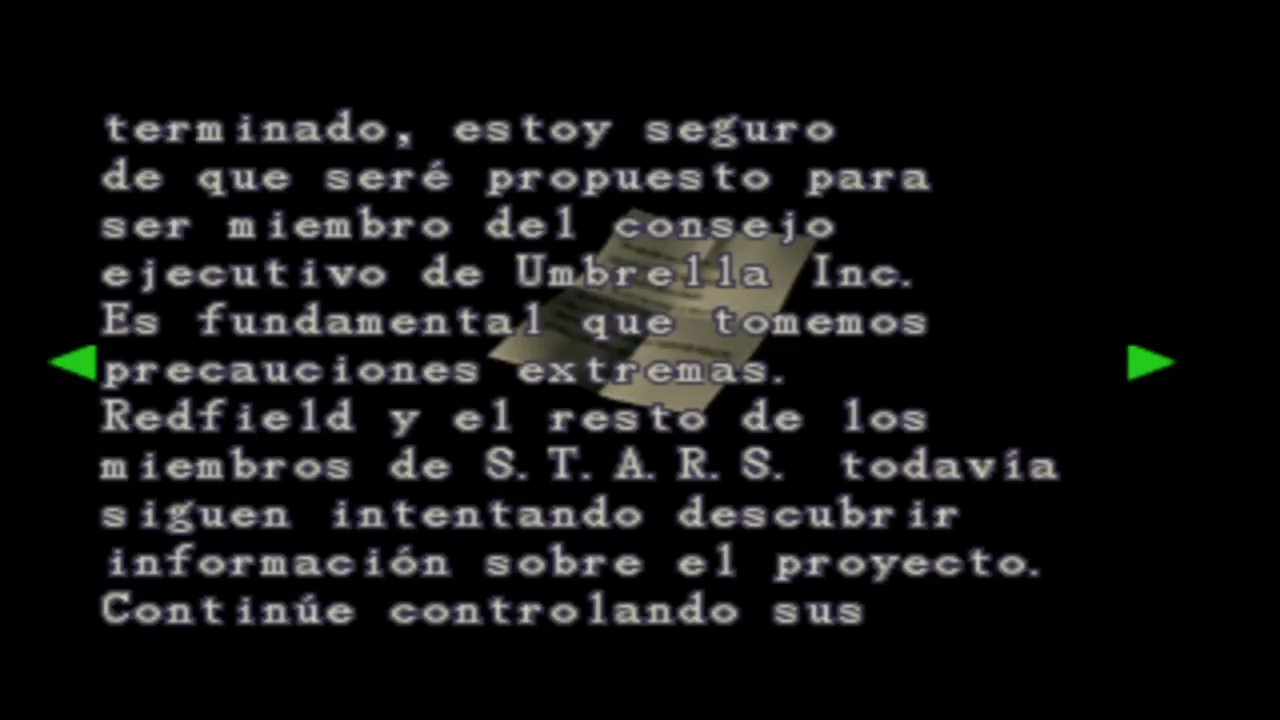 terminado, estoy seguro
de que seré propuesto para
ser miembro del consejo
ejecutivo de Umbrella Inc.
Es fundamental que tomemos
precauciones extremas.
Redfield y el resto de los
miembros de S.T.A.R.S. todavía
siguen intentando descubrir
información sobre el proyecto.
Continúe controlando sus